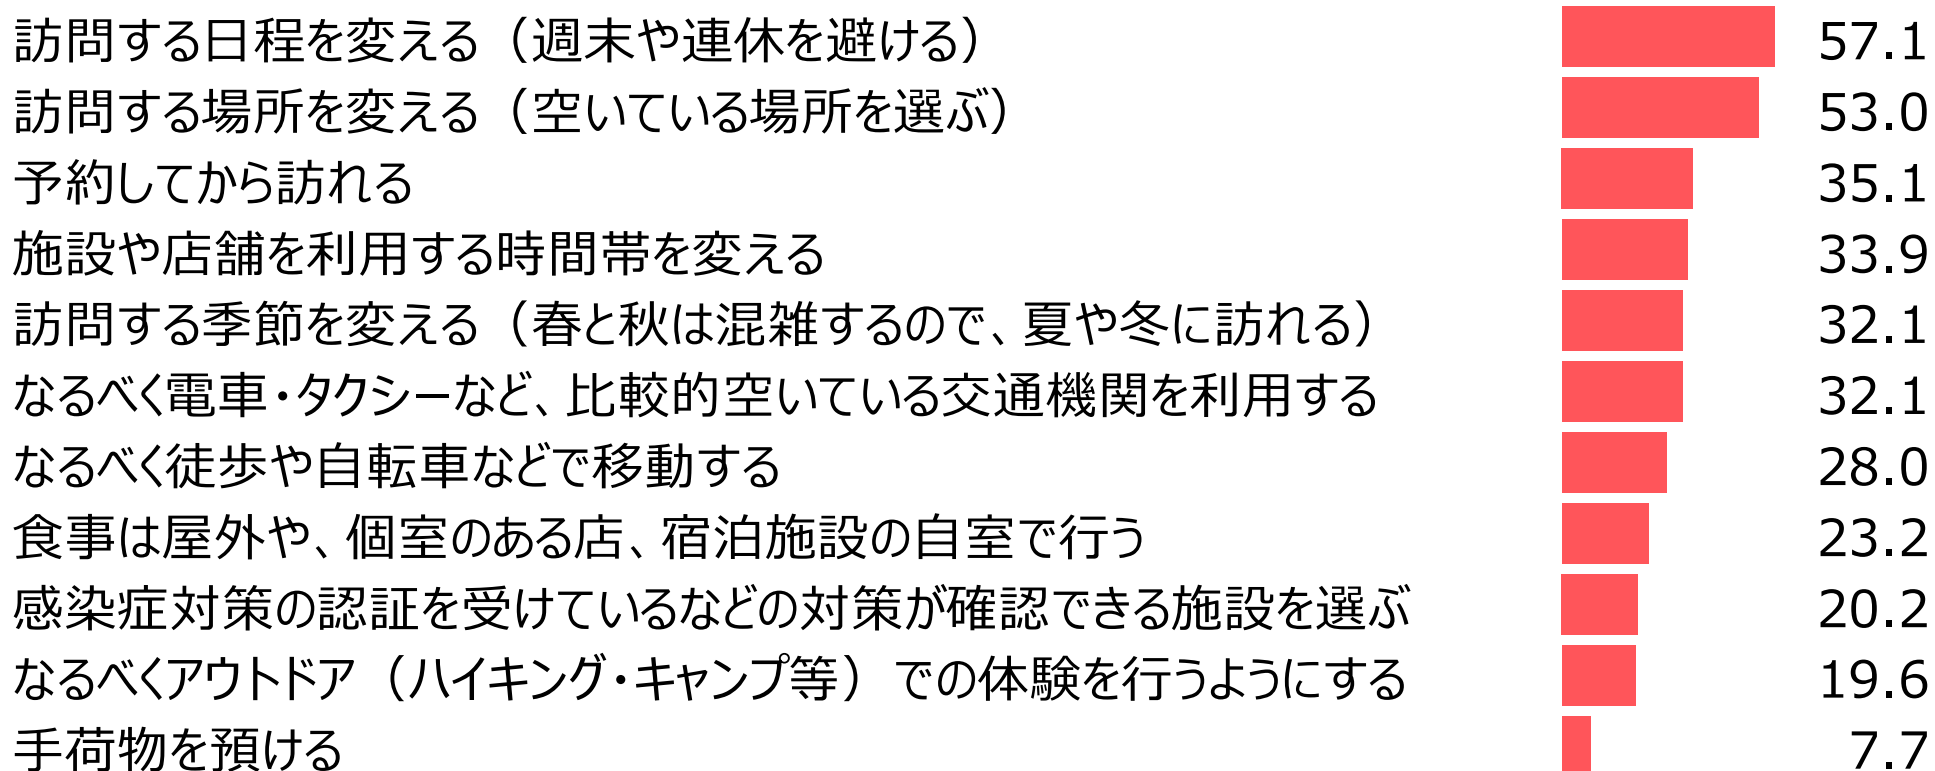 訪問する日程を変える（週末や連休を避ける） 57.1
訪問する場所を変える（空いている場所を選ぶ） 53.0
予約してから訪れる 35.1
施設や店舗を利用する時間帯を変える 33.9
訪問する季節を変える（春と秋は混雑するので、夏や冬に訪れる） 32.1
なるべく電車・タクシーなど、比較的空いている交通機関を利用する 32.1
なるべく徒歩や自転車などで移動する 28.0
食事は屋外や、個室のある店、宿泊施設の自室で行う 23.2
感染症対策の認証を受けているなどの対策が確認できる施設を選ぶ 20.2
なるべくアウトドア（ハイキング・キャンプ等）での体験を行うようにする 19.6
手荷物を預ける 7.7